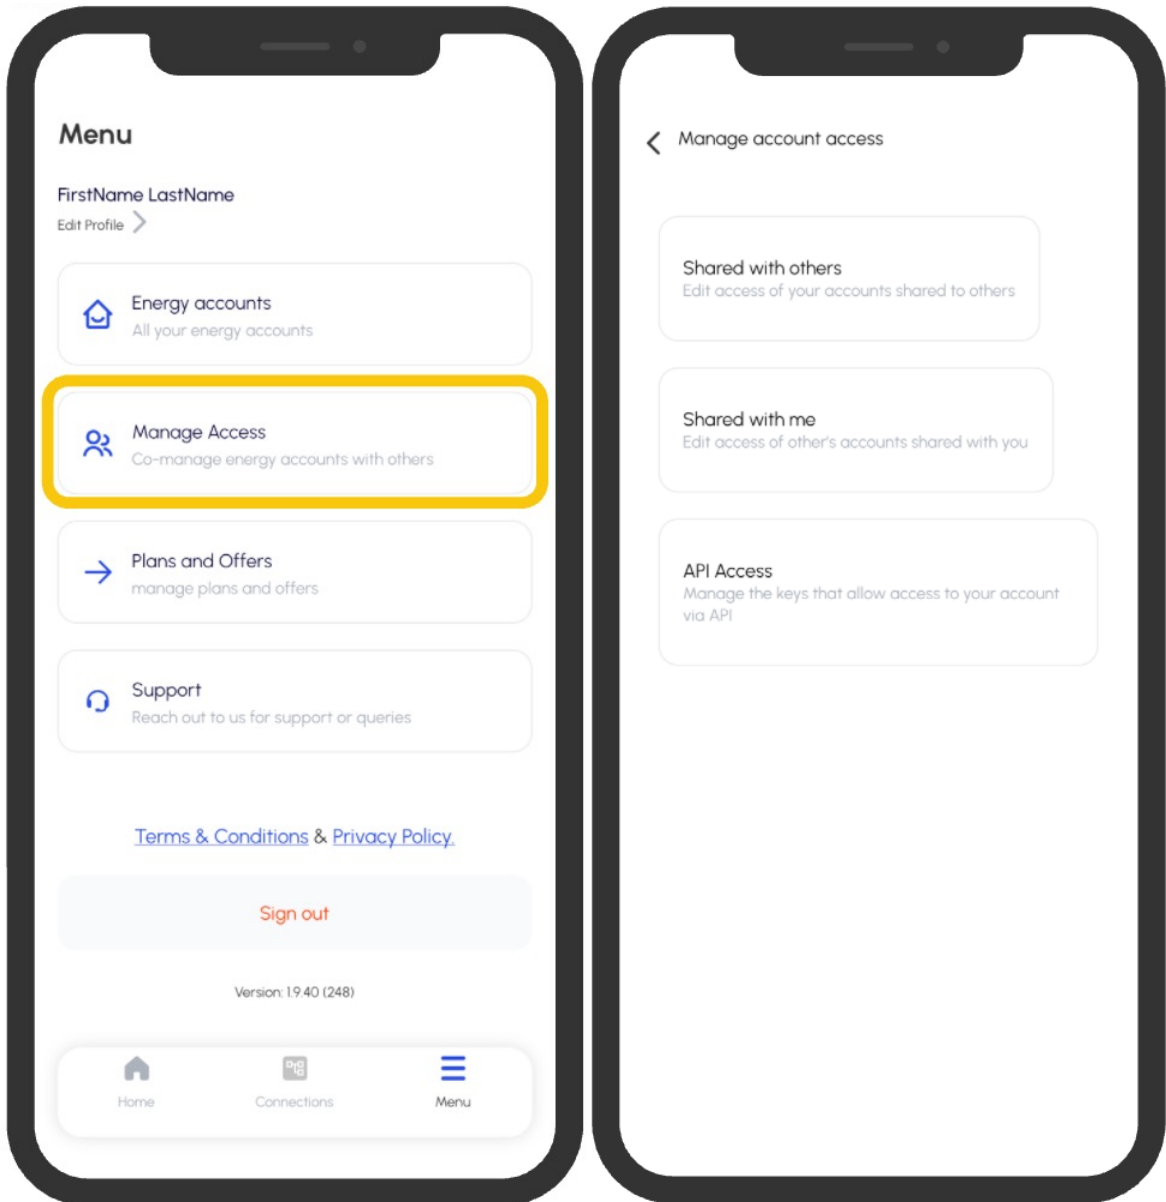 Menu
FirstName LastName
Edit Profile
Energy accounts
All your energy accounts
Manage Access
Co-manage energy accounts with others
Plans and Offers
manage plans and offers
Support
Reach out to us for support or queries
Terms & Conditions & Privacy Policy.
Sign out
Version: 1.9.40 (248)
Home
Connections
Menu
Manage account access
Shared with others
Edit access of your accounts shared to others
Shared with me
Edit access of other's accounts shared with you
API Access
Manage the keys that allow access to your account
via API